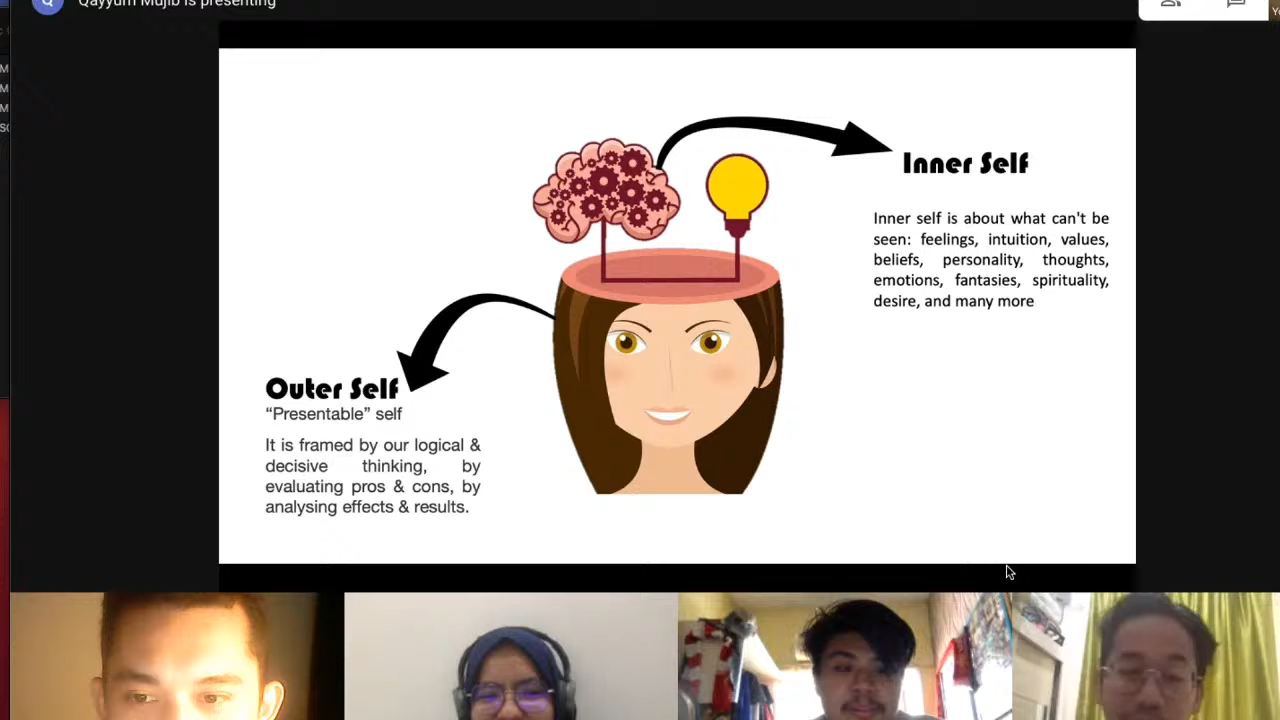 Q
Qayyum Mujib is presenting
Inner Self
Inner self is about what can't be
seen: feelings, intuition, values,
beliefs, personality, thoughts,
emotions, fantasies, spirituality,
desire, and many more
Outer Self
“Presentable” self
It is framed by our logical &
decisive thinking, by
evaluating pros & cons, by
analysing effects & results.